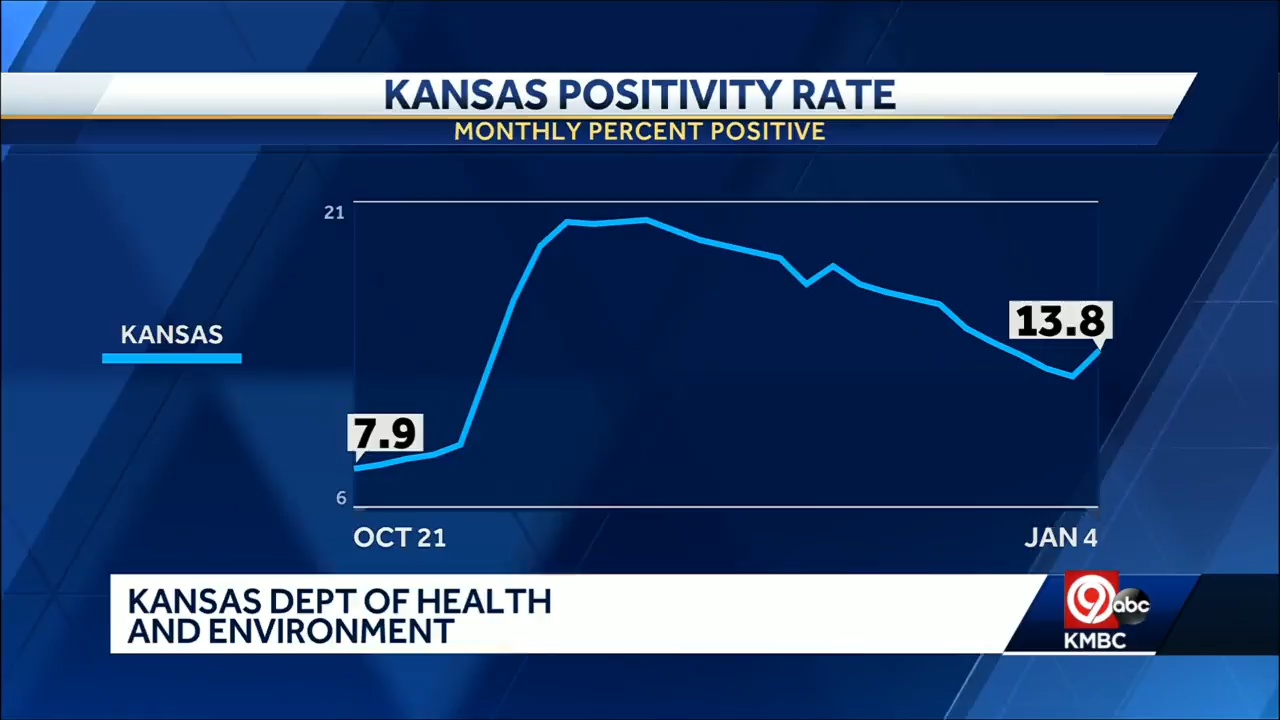 KANSAS POSITIVITY RATE
MONTHLY PERCENT POSITIVE
21
KANSAS
13.8
7.9
6
OCT 21
JAN 4
KANSAS DEPT OF HEALTH
AND ENVIRONMENT
9 abc
KMBC